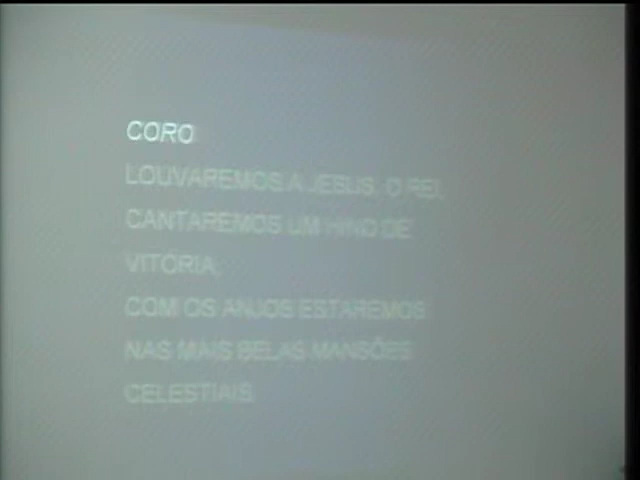 CORO
LOUVAREMOS A JESUS, O REI,
CANTAREMOS UM HINO DE
VITÓRIA;
COM OS ANJOS ESTAREMOS
NAS MAIS BELAS MANSÕES
CELESTIAIS.